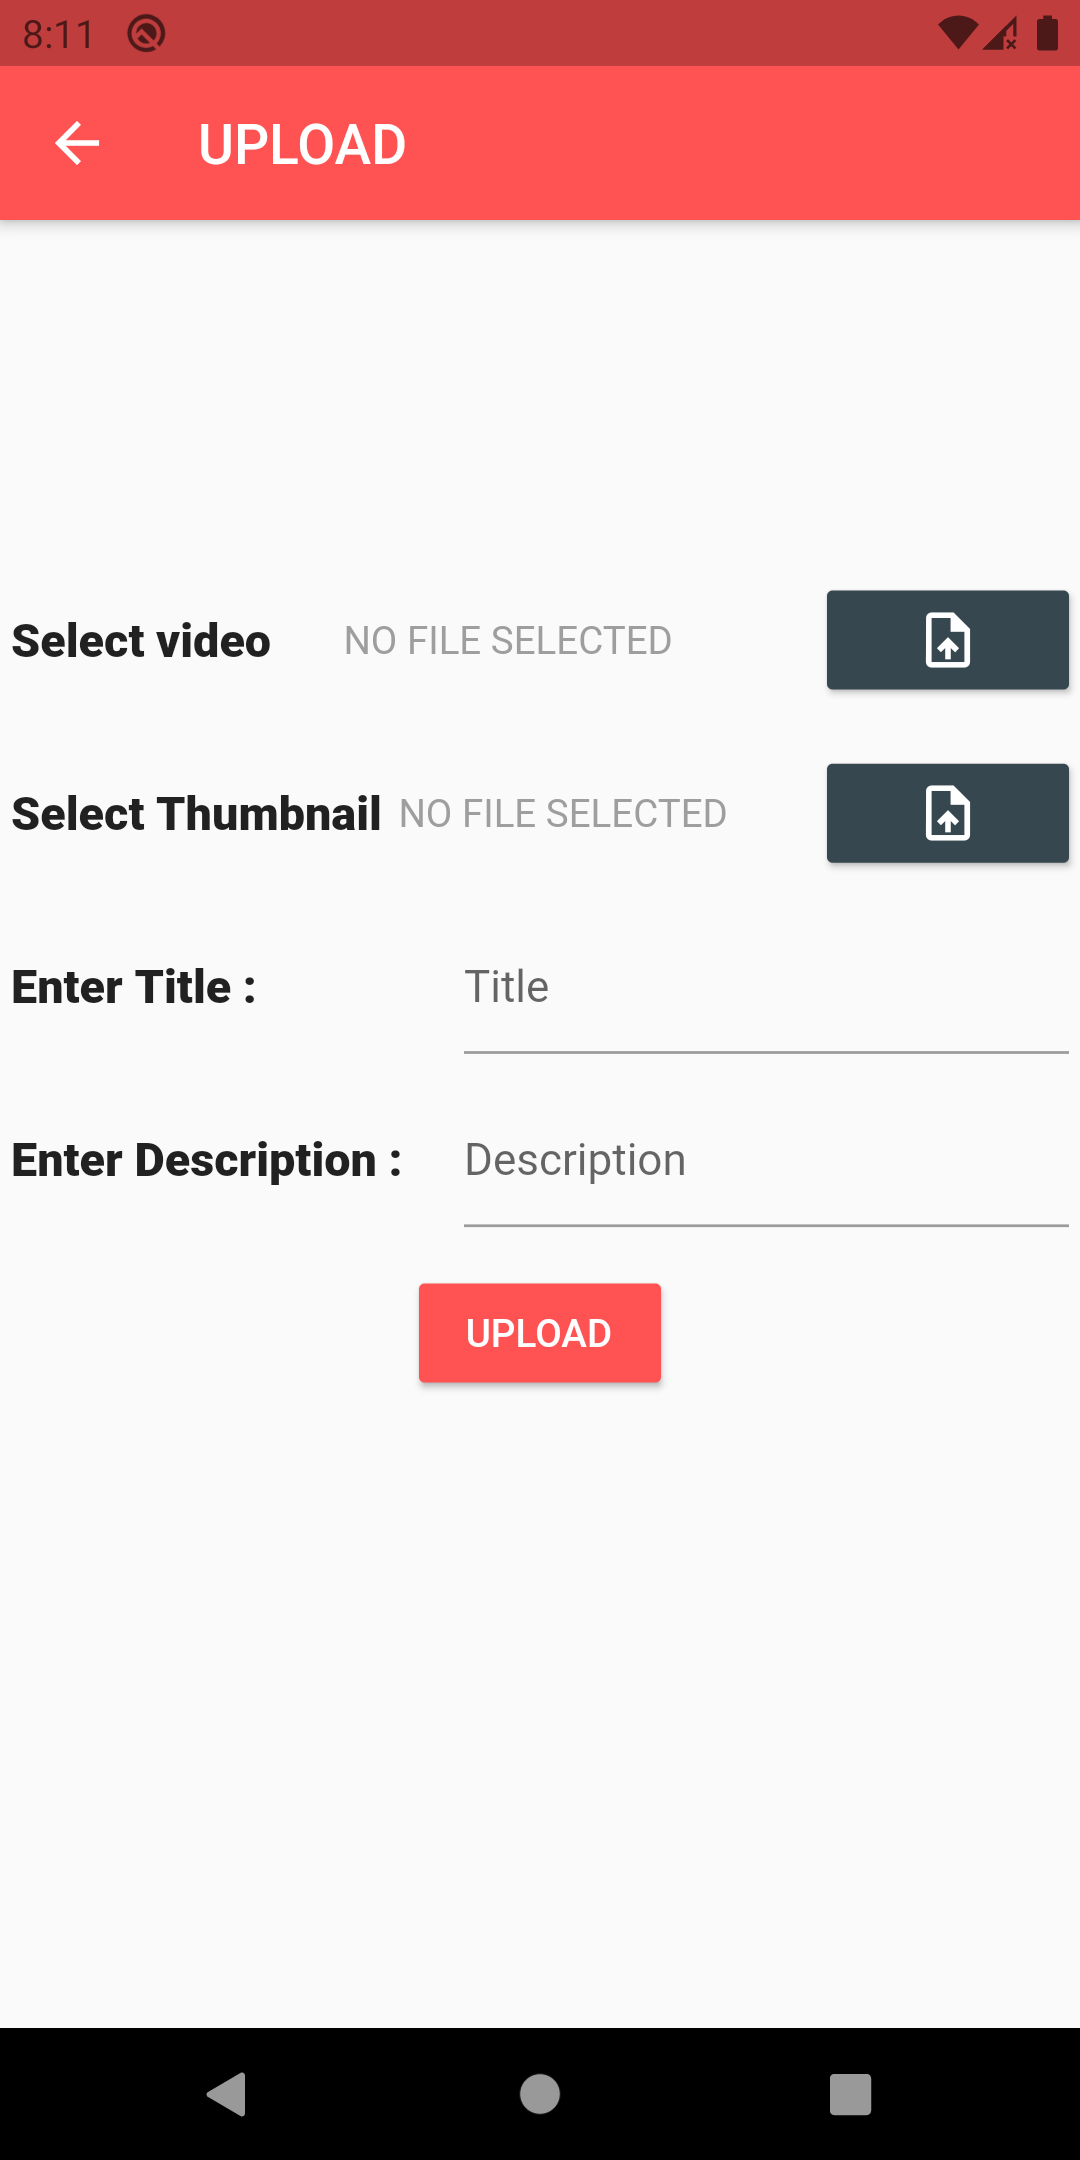 8:11
UPLOAD
Select video NO FILE SELECTED
Select Thumbnail NO FILE SELECTED
Enter Title : Title
Enter Description : Description
UPLOAD